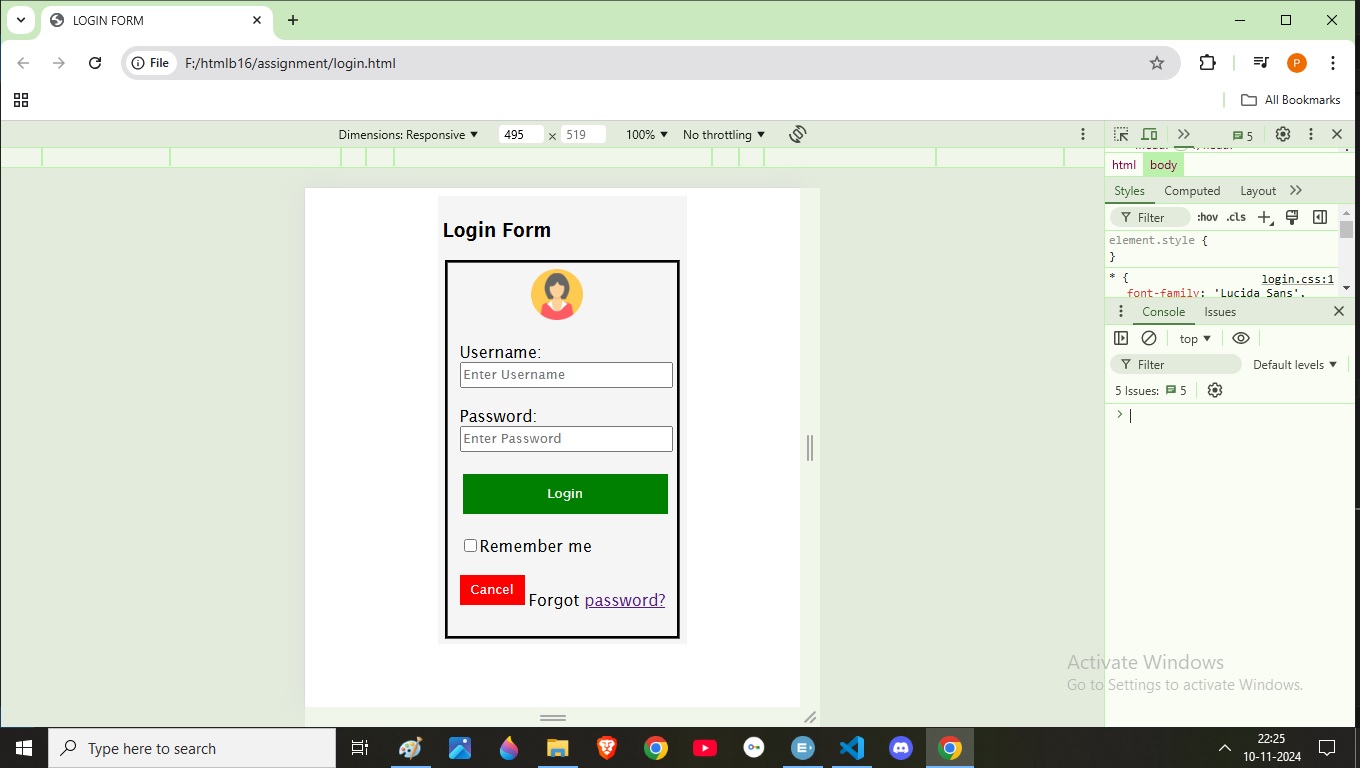 LOGIN FORM
File F:/htmlb16/assignment/login.html P
All Bookmarks
Dimensions: Responsive 495 × 519 100% No throttling 5
html body
Styles Computed Layout
Filter :hov .cls
element.style {
}
* { login.css:1
font-family: 'Lucida Sans',
Console Issues
top
Filter Default levels
5 Issues: 5
>
Login Form
Username:
Enter Username
Password:
Enter Password
Login
Remember me
Cancel Forgot password?
Activate Windows
Go to Settings to activate Windows.
Type here to search
22:25
10-11-2024